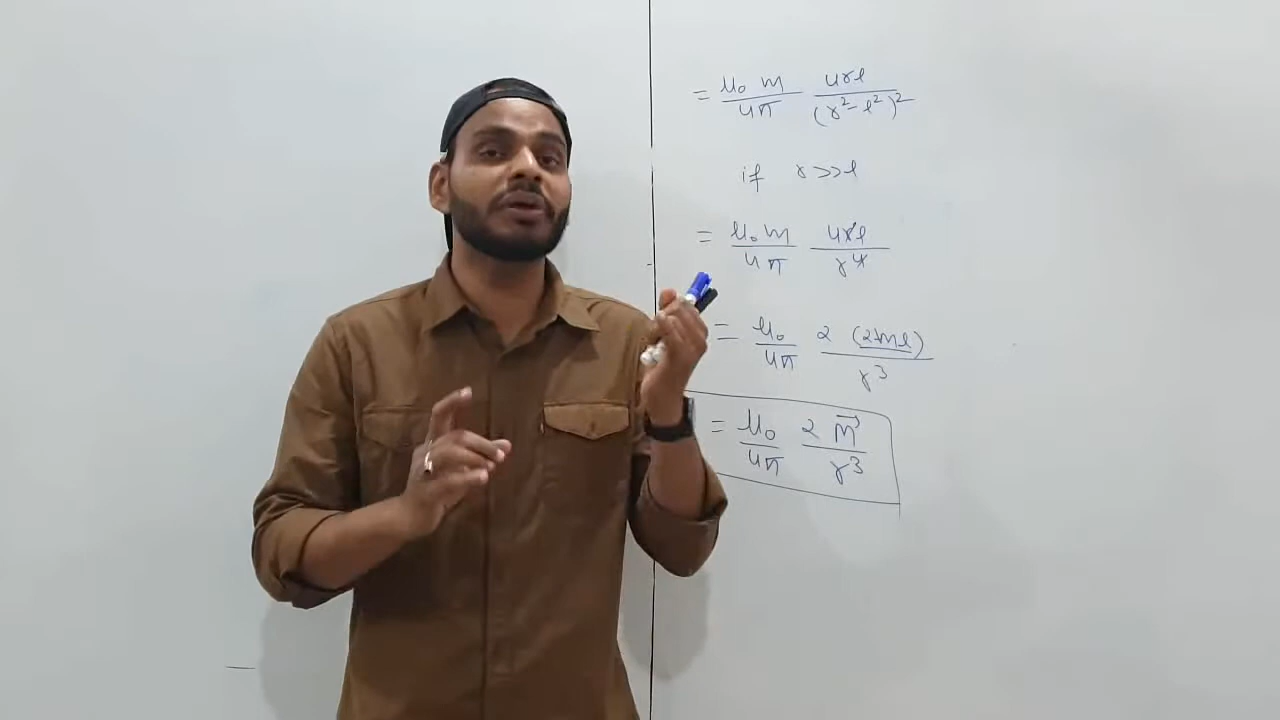 = μ₀ m / 4π 4rl / (r² - l²)²
if r >> l
= μ₀ m / 4π 4rl / r⁴
= μ₀ / 4π 2 (2ml) / r³
= μ₀ / 4π 2 M⃗ / r³